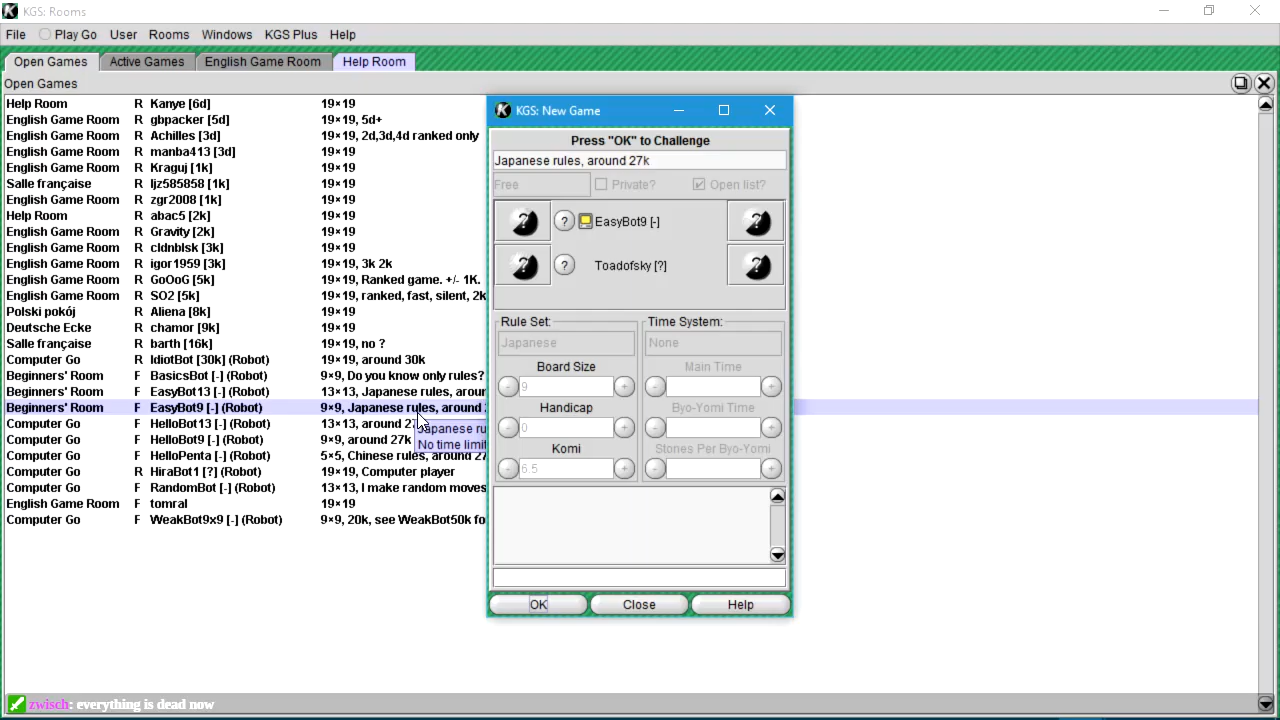 KGS: Rooms
File Play Go User Rooms Windows KGS Plus Help
Open Games Active Games English Game Room Help Room
Open Games
Help Room R Kanye [6d] 19×19
English Game Room R gbpacker [5d] 19×19, 5d+
English Game Room R Achilles [3d] 19×19, 2d,3d,4d ranked only
English Game Room R manba413 [3d] 19×19
English Game Room R Kraguj [1k] 19×19
Salle française R ljz585858 [1k] 19×19
English Game Room R zgr2008 [1k] 19×19
Help Room R abac5 [2k] 19×19
English Game Room R Gravity [2k] 19×19
English Game Room R cldnblsk [3k] 19×19
English Game Room R igor1959 [3k] 19×19, 3k 2k
English Game Room R GoOoG [5k] 19×19, Ranked game. +/- 1K.
English Game Room R SO2 [5k] 19×19, ranked, fast, silent, 2k
Polski pokój R Aliena [8k] 19×19
Deutsche Ecke R chamor [9k] 19×19
Salle française R barth [16k] 19×19, no ?
Computer Go R IdiotBot [30k] (Robot) 19×19, around 30k
Beginners' Room F BasicsBot [-] (Robot) 9×9, Do you know only rules?
Beginners' Room F EasyBot13 [-] (Robot) 13×13, Japanese rules, aroun
Beginners' Room F EasyBot9 [-] (Robot) 9×9, Japanese rules, around 2
Computer Go F HelloBot13 [-] (Robot) 13×13, around 27
Computer Go F HelloBot9 [-] (Robot) 9×9, around 27k
Computer Go F HelloPenta [-] (Robot) 5×5, Chinese rules, around 27
Computer Go R HiraBot1 [?] (Robot) 19×19, Computer player
Computer Go F RandomBot [-] (Robot) 13×13, I make random moves
English Game Room F tomral 19×19
Computer Go F WeakBot9x9 [-] (Robot) 9×9, 20k, see WeakBot50k fo
Japanese ru
No time limit
KGS: New Game
Press "OK" to Challenge
Japanese rules, around 27k
Free Private? Open list?
? ? EasyBot9 [-] ?
? ? Toadofsky [?] ?
Rule Set: Time System:
Japanese None
Board Size Main Time
- 9 + - +
Handicap Byo-Yomi Time
- 0 + - +
Komi Stones Per Byo-Yomi
- 6.5 + - +
OK Close Help
zwisch: everything is dead now